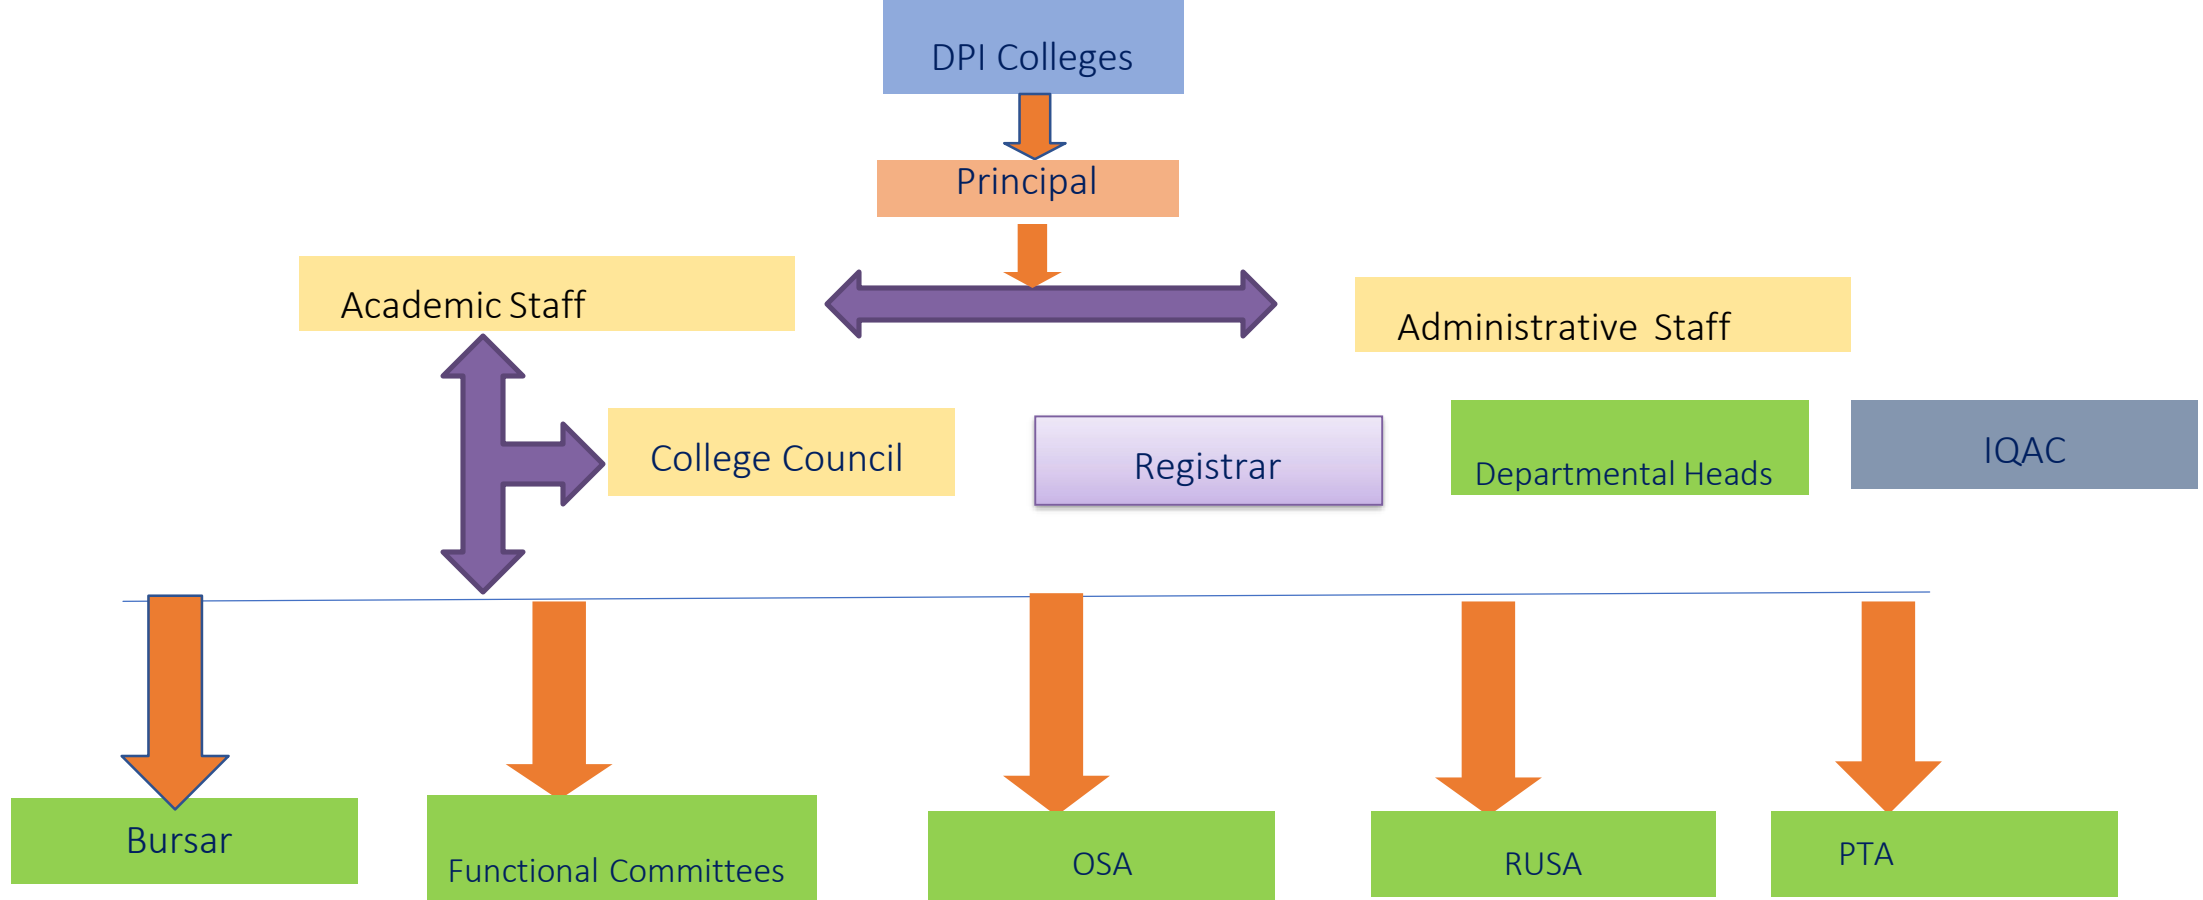 DPI Colleges
Principal
Academic Staff
Administrative Staff
College Council
Registrar
Departmental Heads
IQAC
Bursar
Functional Committees
OSA
RUSA
PTA